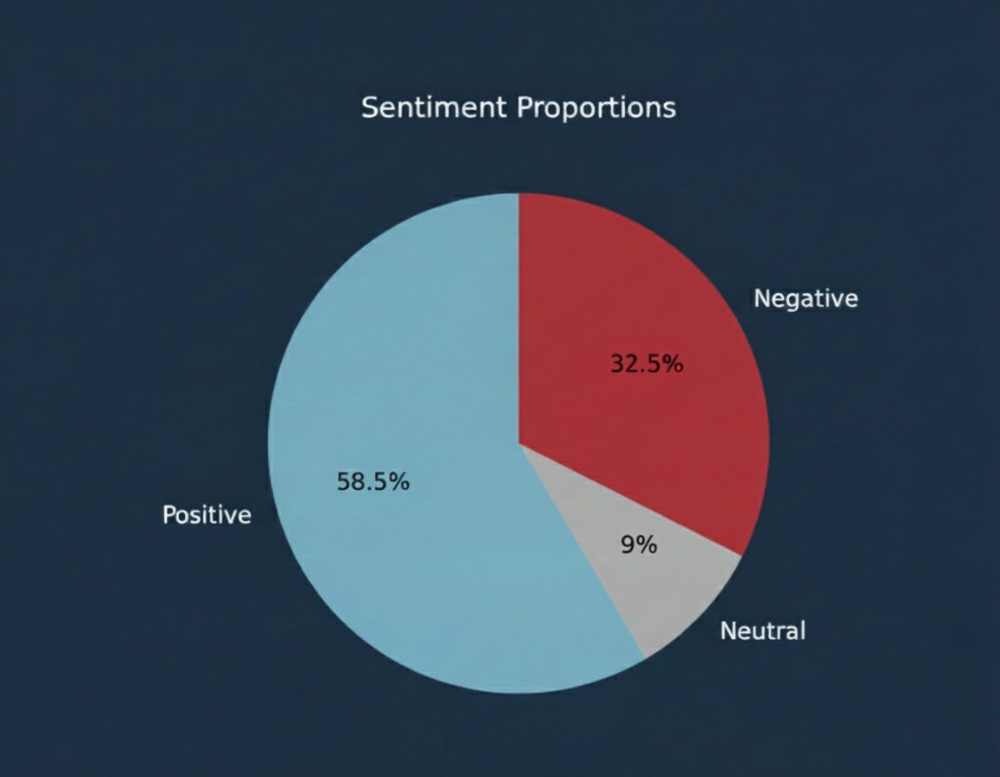 Sentiment Proportions
Negative
32.5%
58.5%
Positive
9%
Neutral